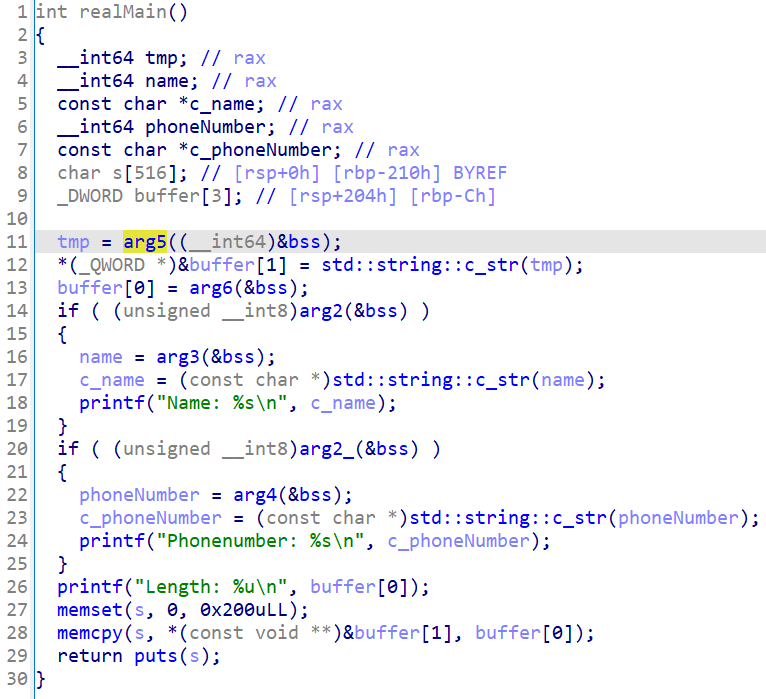 1 int realMain()
2 {
3   __int64 tmp; // rax
4   __int64 name; // rax
5   const char *c_name; // rax
6   __int64 phoneNumber; // rax
7   const char *c_phoneNumber; // rax
8   char s[516]; // [rsp+0h] [rbp-210h] BYREF
9   _DWORD buffer[3]; // [rsp+204h] [rbp-Ch]
10
11   tmp = arg5((__int64)&bss);
12   *(_QWORD *)&buffer[1] = std::string::c_str(tmp);
13   buffer[0] = arg6(&bss);
14   if ( (unsigned __int8)arg2(&bss) )
15   {
16     name = arg3(&bss);
17     c_name = (const char *)std::string::c_str(name);
18     printf("Name: %s\n", c_name);
19   }
20   if ( (unsigned __int8)arg2_(&bss) )
21   {
22     phoneNumber = arg4(&bss);
23     c_phoneNumber = (const char *)std::string::c_str(phoneNumber);
24     printf("Phonenumber: %s\n", c_phoneNumber);
25   }
26   printf("Length: %u\n", buffer[0]);
27   memset(s, 0, 0x200uLL);
28   memcpy(s, *(const void **)&buffer[1], buffer[0]);
29   return puts(s);
30 }